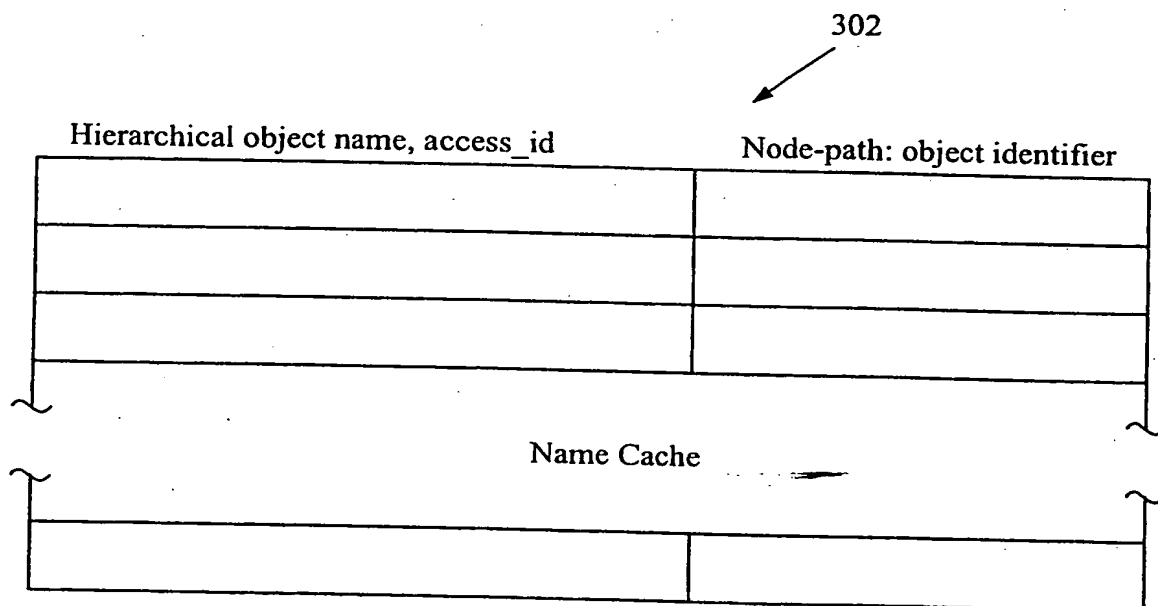 302
Hierarchical object name, access_id
Node-path: object identifier
Name Cache